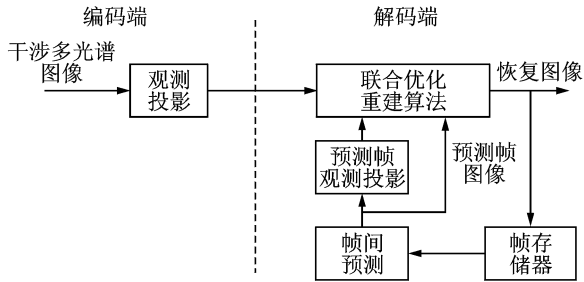 编码端
解码端
干涉多光谱
图像
观测
投影
联合优化
重建算法
恢复图像
预测帧
观测投影
预测帧
图像
帧间
预测
帧存
储器